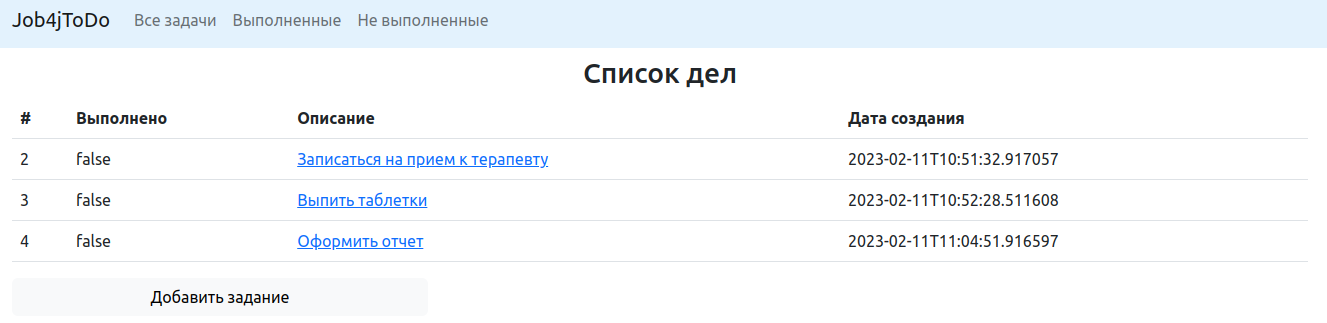 Job4jToDo Все задачи Выполненные Не выполненные
Список дел
# Выполнено Описание Дата создания
2 false Записаться на прием к терапевту 2023-02-11T10:51:32.917057
3 false Выпить таблетки 2023-02-11T10:52:28.511608
4 false Оформить отчет 2023-02-11T11:04:51.916597
Добавить задание